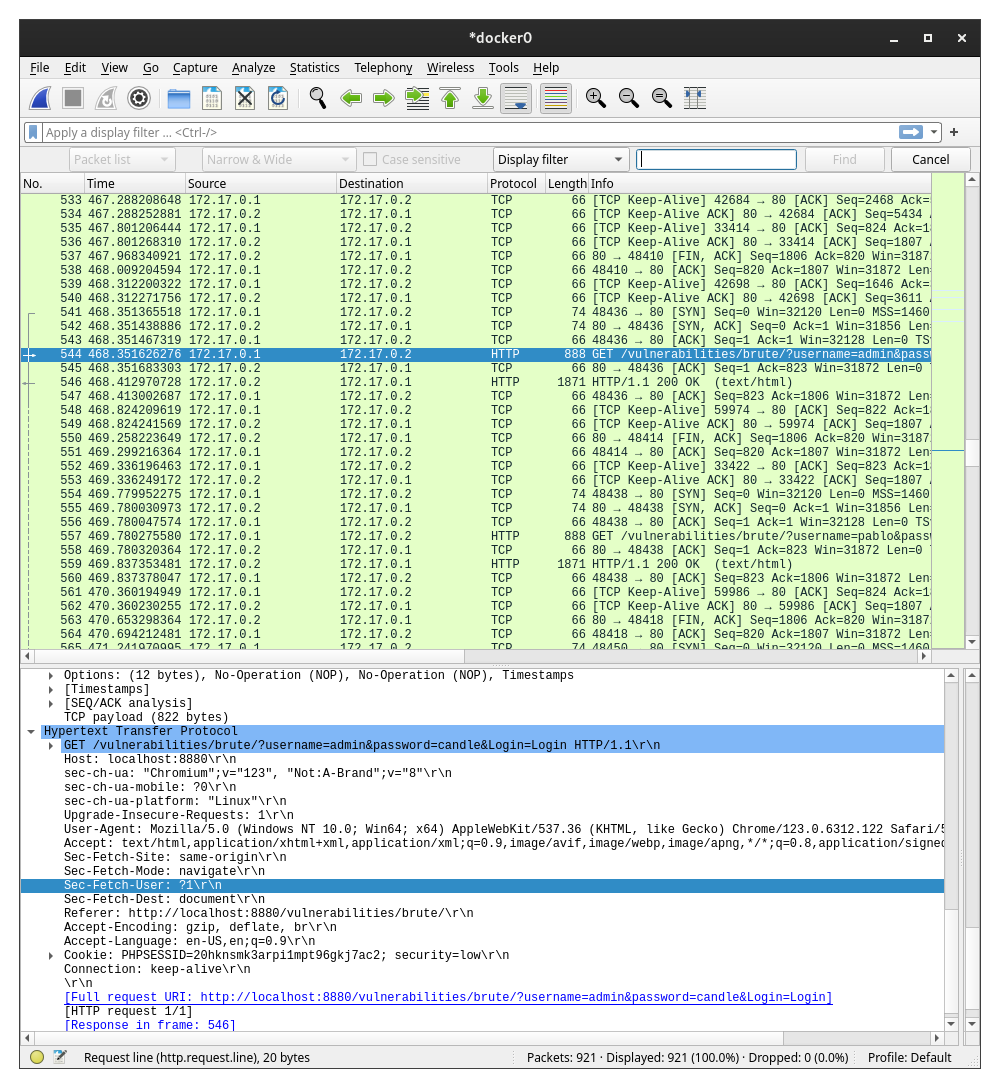 *docker0
File Edit View Go Capture Analyze Statistics Telephony Wireless Tools Help
Apply a display filter ... <Ctrl-/>
Packet list Narrow & Wide Case sensitive Display filter Find Cancel
No. Time Source Destination Protocol Length Info
533 467.288208648 172.17.0.1 172.17.0.2 TCP 66 [TCP Keep-Alive] 42684 → 80 [ACK] Seq=2468 Ack=
534 467.288252881 172.17.0.2 172.17.0.1 TCP 66 [TCP Keep-Alive ACK] 80 → 42684 [ACK] Seq=5434
535 467.801206444 172.17.0.1 172.17.0.2 TCP 66 [TCP Keep-Alive] 33414 → 80 [ACK] Seq=824 Ack=18
536 467.801268310 172.17.0.2 172.17.0.1 TCP 66 [TCP Keep-Alive ACK] 80 → 33414 [ACK] Seq=1807
537 467.968340921 172.17.0.2 172.17.0.1 TCP 66 80 → 48410 [FIN, ACK] Seq=1806 Ack=820 Win=31872
538 468.009204594 172.17.0.1 172.17.0.2 TCP 66 48410 → 80 [ACK] Seq=820 Ack=1807 Win=31872 Len=
539 468.312200322 172.17.0.1 172.17.0.2 TCP 66 [TCP Keep-Alive] 42698 → 80 [ACK] Seq=1646 Ack=
540 468.312271756 172.17.0.2 172.17.0.1 TCP 66 [TCP Keep-Alive ACK] 80 → 42698 [ACK] Seq=3611
541 468.351365518 172.17.0.1 172.17.0.2 TCP 74 48436 → 80 [SYN] Seq=0 Win=32120 Len=0 MSS=1460
542 468.351438886 172.17.0.2 172.17.0.1 TCP 74 80 → 48436 [SYN, ACK] Seq=0 Ack=1 Win=31856 Len=
543 468.351467319 172.17.0.1 172.17.0.2 TCP 66 48436 → 80 [ACK] Seq=1 Ack=1 Win=32128 Len=0 TS
544 468.351626276 172.17.0.1 172.17.0.2 HTTP 888 GET /vulnerabilities/brute/?username=admin&pass
545 468.351683303 172.17.0.2 172.17.0.1 TCP 66 80 → 48436 [ACK] Seq=1 Ack=823 Win=31872 Len=0
546 468.412970728 172.17.0.2 172.17.0.1 HTTP 1871 HTTP/1.1 200 OK (text/html)
547 468.413002687 172.17.0.1 172.17.0.2 TCP 66 48436 → 80 [ACK] Seq=823 Ack=1806 Win=31872 Len=
548 468.824209619 172.17.0.1 172.17.0.2 TCP 66 [TCP Keep-Alive] 59974 → 80 [ACK] Seq=822 Ack=18
549 468.824241569 172.17.0.2 172.17.0.1 TCP 66 [TCP Keep-Alive ACK] 80 → 59974 [ACK] Seq=1807
550 469.258223649 172.17.0.2 172.17.0.1 TCP 66 80 → 48414 [FIN, ACK] Seq=1806 Ack=820 Win=31872
551 469.299216364 172.17.0.1 172.17.0.2 TCP 66 48414 → 80 [ACK] Seq=820 Ack=1807 Win=31872 Len=
552 469.336196463 172.17.0.1 172.17.0.2 TCP 66 [TCP Keep-Alive] 33422 → 80 [ACK] Seq=823 Ack=18
553 469.336249172 172.17.0.2 172.17.0.1 TCP 66 [TCP Keep-Alive ACK] 80 → 33422 [ACK] Seq=1807
554 469.779952275 172.17.0.1 172.17.0.2 TCP 74 48438 → 80 [SYN] Seq=0 Win=32120 Len=0 MSS=1460
555 469.780030973 172.17.0.2 172.17.0.1 TCP 74 80 → 48438 [SYN, ACK] Seq=0 Ack=1 Win=31856 Len=
556 469.780047574 172.17.0.1 172.17.0.2 TCP 66 48438 → 80 [ACK] Seq=1 Ack=1 Win=32128 Len=0 TS
557 469.780275580 172.17.0.1 172.17.0.2 HTTP 888 GET /vulnerabilities/brute/?username=pablo&pass
558 469.780320364 172.17.0.2 172.17.0.1 TCP 66 80 → 48438 [ACK] Seq=1 Ack=823 Win=31872 Len=0
559 469.837353481 172.17.0.2 172.17.0.1 HTTP 1871 HTTP/1.1 200 OK (text/html)
560 469.837378047 172.17.0.1 172.17.0.2 TCP 66 48438 → 80 [ACK] Seq=823 Ack=1806 Win=31872 Len=
561 470.360194949 172.17.0.1 172.17.0.2 TCP 66 [TCP Keep-Alive] 59986 → 80 [ACK] Seq=824 Ack=18
562 470.360230255 172.17.0.2 172.17.0.1 TCP 66 [TCP Keep-Alive ACK] 80 → 59986 [ACK] Seq=1807
563 470.653298364 172.17.0.2 172.17.0.1 TCP 66 80 → 48418 [FIN, ACK] Seq=1806 Ack=820 Win=31872
564 470.694212481 172.17.0.1 172.17.0.2 TCP 66 48418 → 80 [ACK] Seq=820 Ack=1807 Win=31872 Len=
565 471.241970995 172.17.0.1 172.17.0.2 TCP 74 48450 → 80 [SYN] Seq=0 Win=32120 Len=0 MSS=1460
Options: (12 bytes), No-Operation (NOP), No-Operation (NOP), Timestamps
[Timestamps]
[SEQ/ACK analysis]
TCP payload (822 bytes)
Hypertext Transfer Protocol
GET /vulnerabilities/brute/?username=admin&password=candle&Login=Login HTTP/1.1\r\n
Host: localhost:8880\r\n
sec-ch-ua: "Chromium";v="123", "Not:A-Brand";v="8"\r\n
sec-ch-ua-mobile: ?0\r\n
sec-ch-ua-platform: "Linux"\r\n
Upgrade-Insecure-Requests: 1\r\n
User-Agent: Mozilla/5.0 (Windows NT 10.0; Win64; x64) AppleWebKit/537.36 (KHTML, like Gecko) Chrome/123.0.6312.122 Safari/5
Accept: text/html,application/xhtml+xml,application/xml;q=0.9,image/avif,image/webp,image/apng,*/*;q=0.8,application/signed
Sec-Fetch-Site: same-origin\r\n
Sec-Fetch-Mode: navigate\r\n
Sec-Fetch-User: ?1\r\n
Sec-Fetch-Dest: document\r\n
Referer: http://localhost:8880/vulnerabilities/brute/\r\n
Accept-Encoding: gzip, deflate, br\r\n
Accept-Language: en-US,en;q=0.9\r\n
Cookie: PHPSESSID=20hknsmk3arpi1mpt96gkj7ac2; security=low\r\n
Connection: keep-alive\r\n
\r\n
[Full request URI: http://localhost:8880/vulnerabilities/brute/?username=admin&password=candle&Login=Login]
[HTTP request 1/1]
[Response in frame: 546]
Request line (http.request.line), 20 bytes Packets: 921 · Displayed: 921 (100.0%) · Dropped: 0 (0.0%) Profile: Default